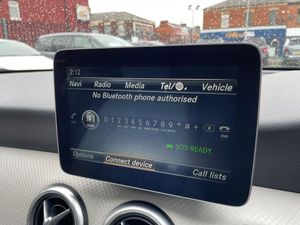 2:12
Navi Radio Media Tel/ Vehicle
No Bluetooth phone authorised
0 1 2 3 4 5 6 7 8 9 * # +
SOS READY
Options Connect device Call lists